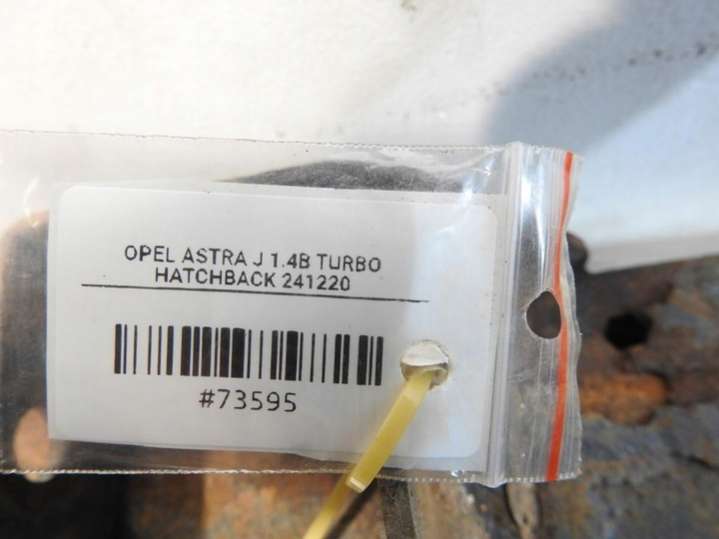 OPEL ASTRA J 1.4B TURBO
HATCHBACK 241220
#73595